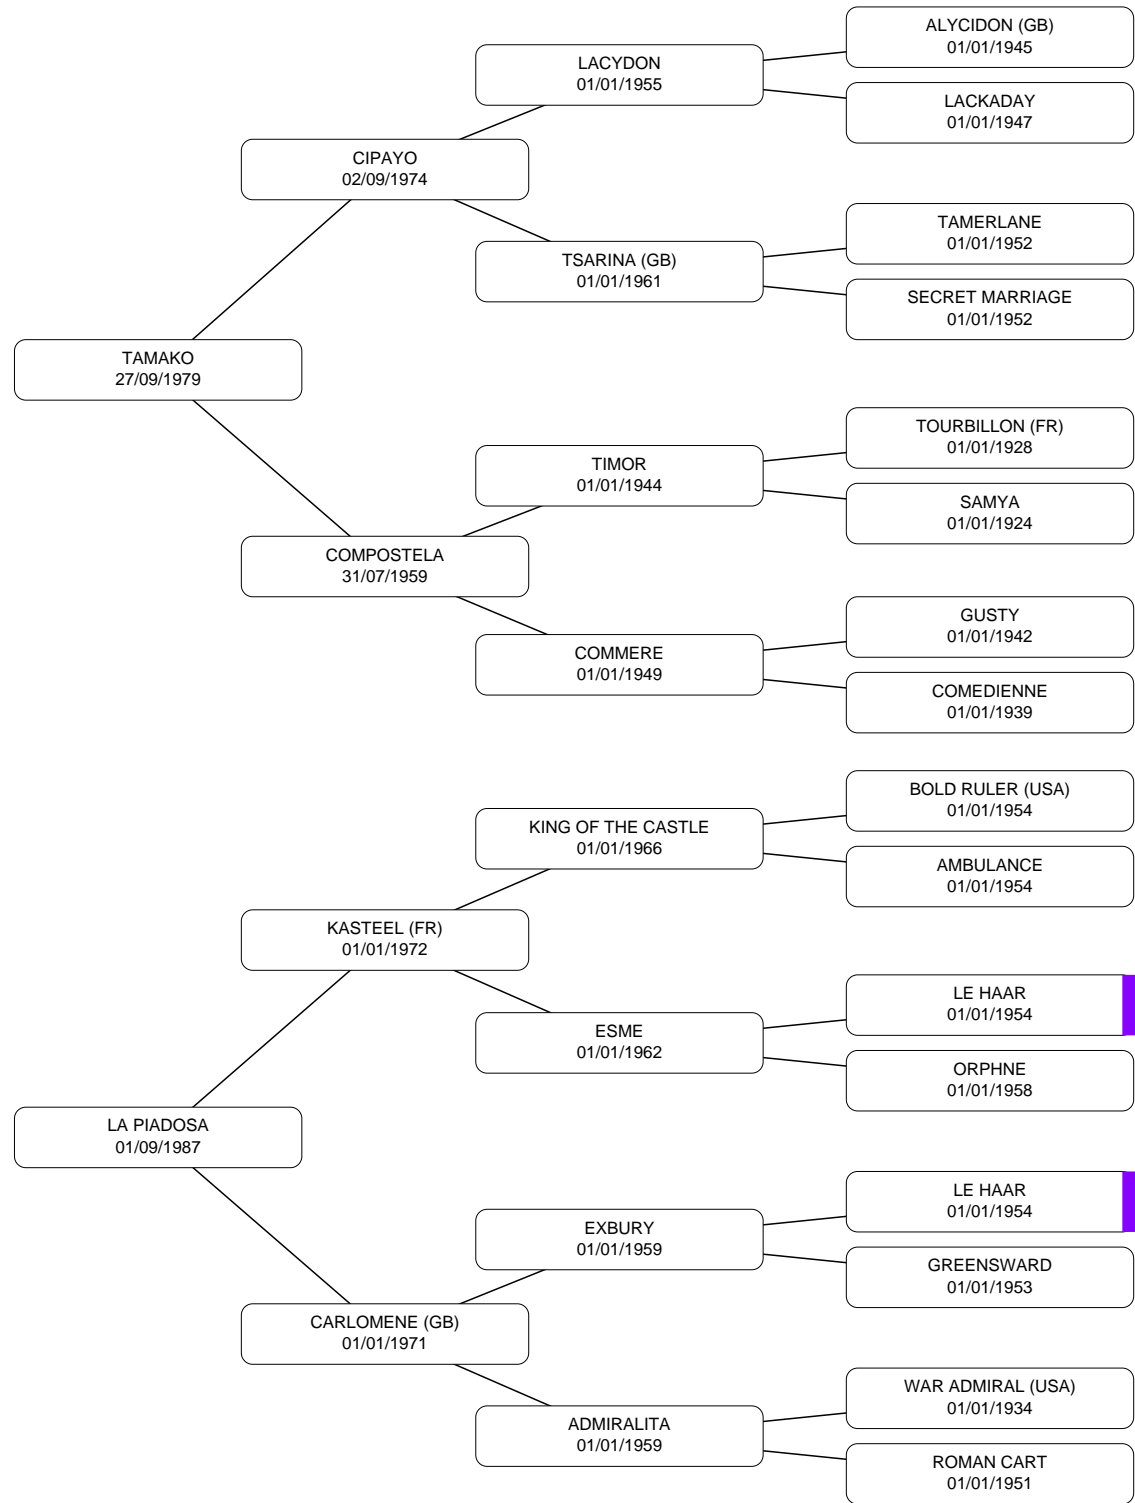 ALYCIDON (GB)
01/01/1945
LACYDON
01/01/1955
LACKADAY
01/01/1947
CIPAYO
02/09/1974
TAMERLANE
01/01/1952
TSARINA (GB)
01/01/1961
SECRET MARRIAGE
01/01/1952
TAMAKO
27/09/1979
TOURBILLON (FR)
01/01/1928
TIMOR
01/01/1944
SAMYA
01/01/1924
COMPOSTELA
31/07/1959
GUSTY
01/01/1942
COMMERE
01/01/1949
COMEDIENNE
01/01/1939
BOLD RULER (USA)
01/01/1954
KING OF THE CASTLE
01/01/1966
AMBULANCE
01/01/1954
KASTEEL (FR)
01/01/1972
LE HAAR
01/01/1954
ESME
01/01/1962
ORPHNE
01/01/1958
LA PIADOSA
01/09/1987
LE HAAR
01/01/1954
EXBURY
01/01/1959
GREENSWARD
01/01/1953
CARLOMENE (GB)
01/01/1971
WAR ADMIRAL (USA)
01/01/1934
ADMIRALITA
01/01/1959
ROMAN CART
01/01/1951